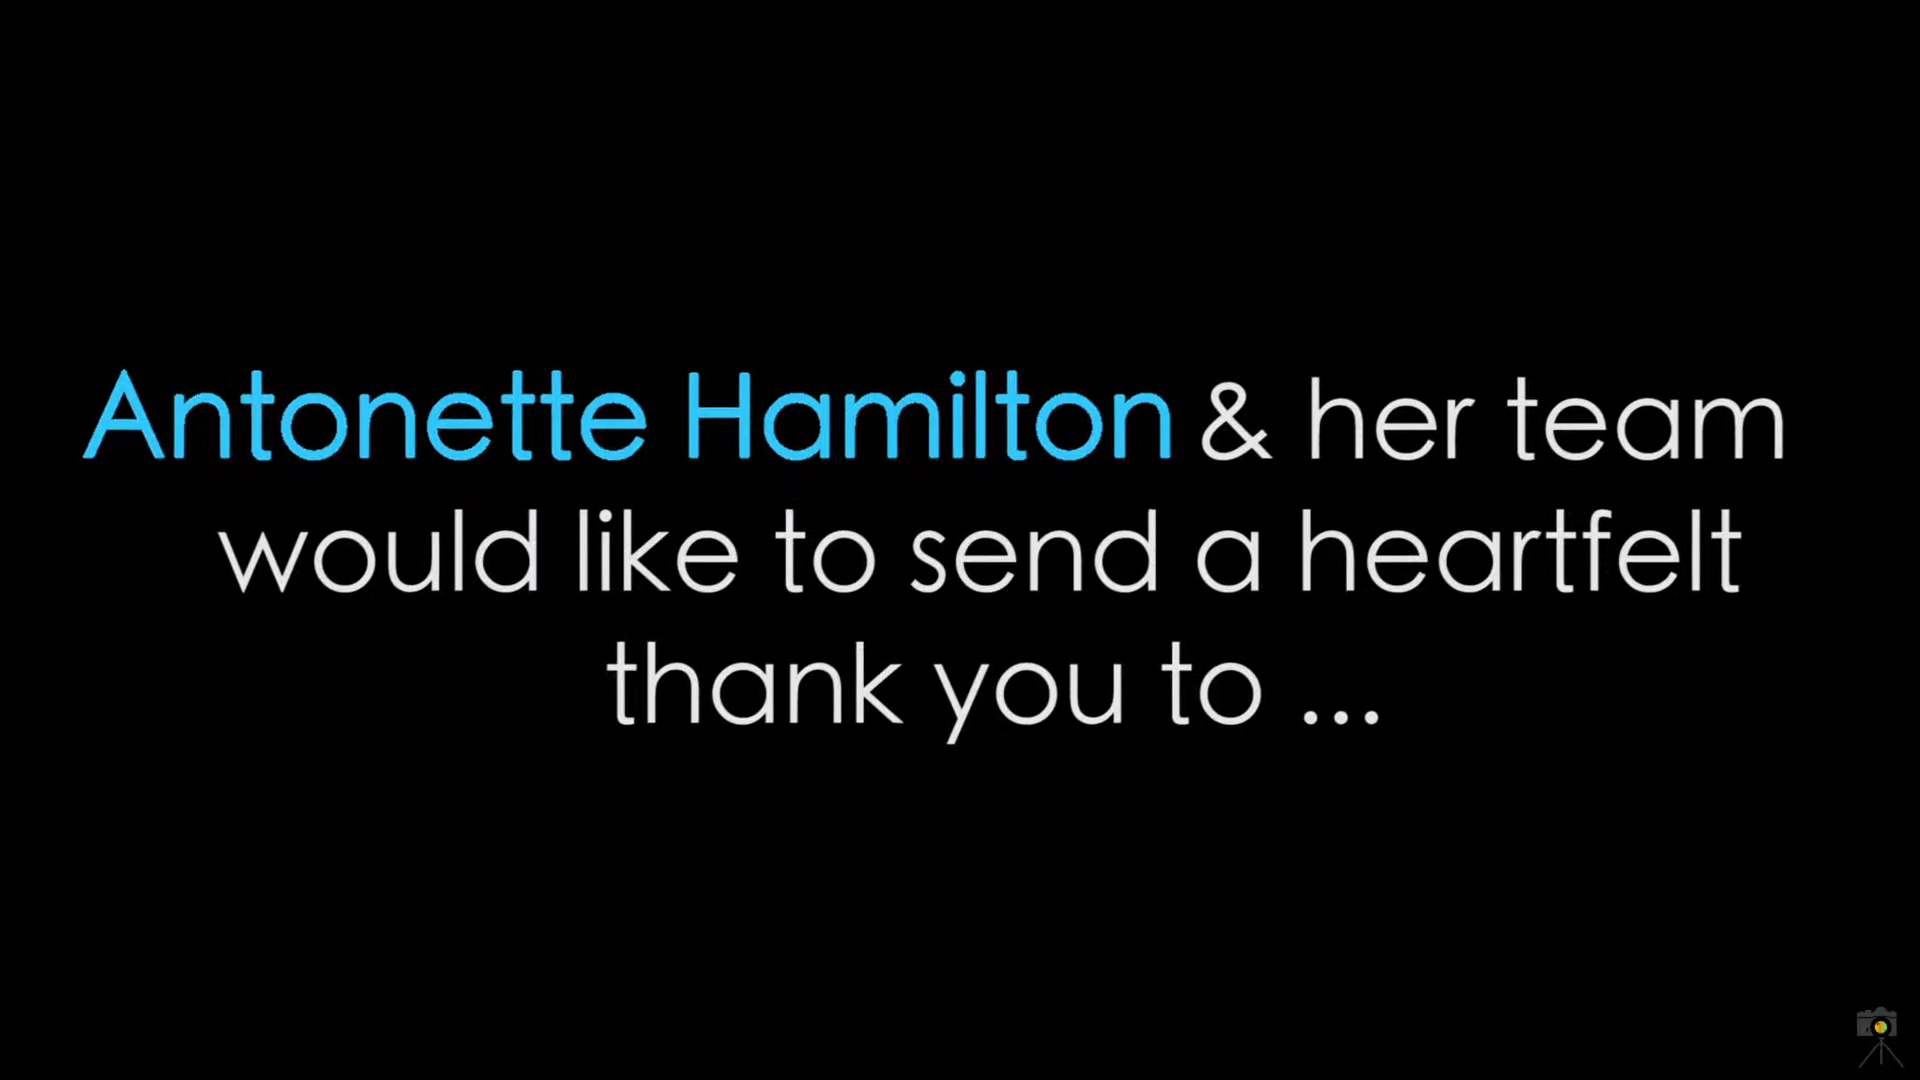 Antonette Hamilton & her team
would like to send a heartfelt
thank you to ...